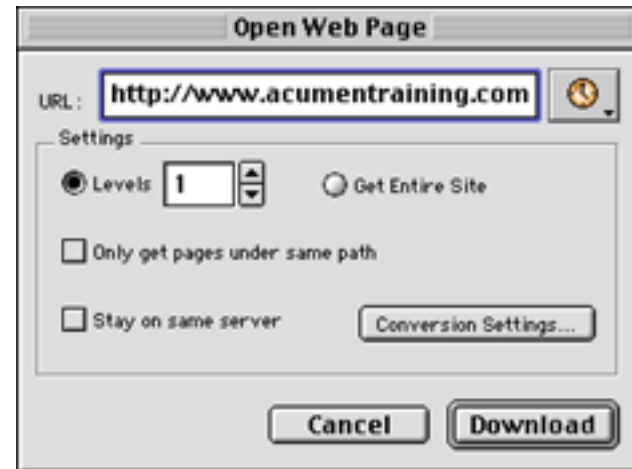 Open Web Page
URL: http://www.acumentraining.com
Settings
Levels 1 Get Entire Site
Only get pages under same path
Stay on same server Conversion Settings...
Cancel Download